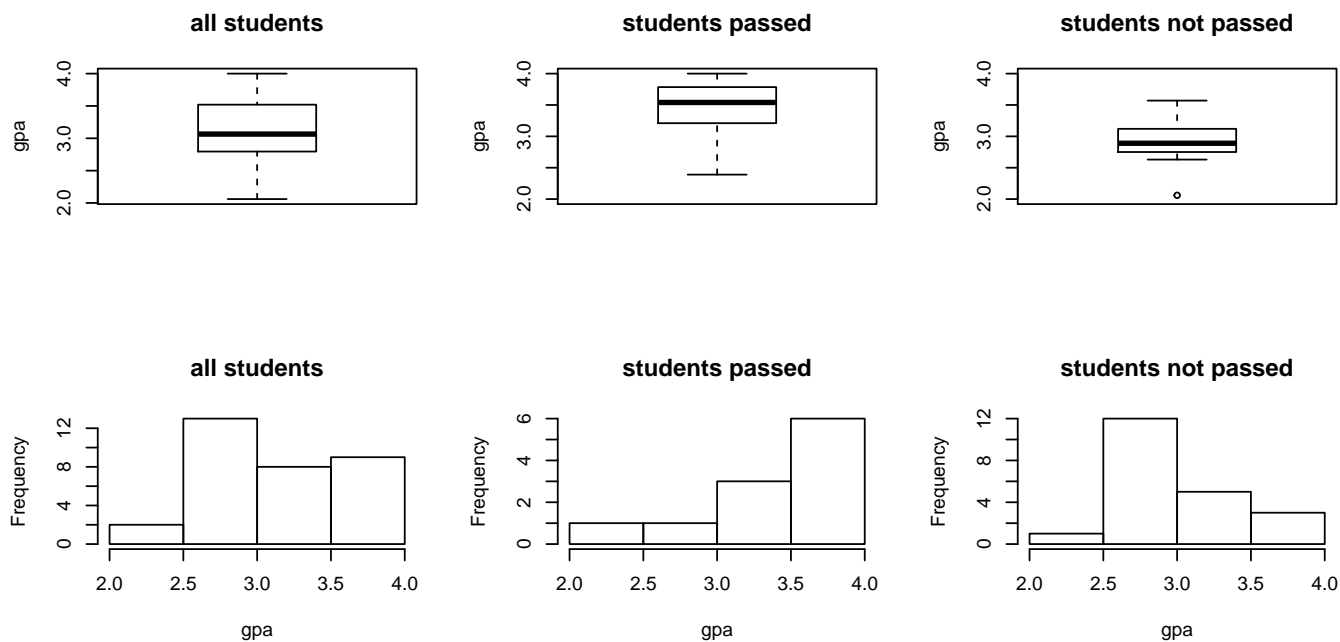 all students
gpa
2.0 3.0 4.0
students passed
gpa
2.0 3.0 4.0
students not passed
gpa
2.0 3.0 4.0
all students
Frequency
0 4 8 12
2.0 2.5 3.0 3.5 4.0
gpa
students passed
Frequency
0 2 4 6
2.0 2.5 3.0 3.5 4.0
gpa
students not passed
Frequency
0 4 8 12
2.0 2.5 3.0 3.5 4.0
gpa